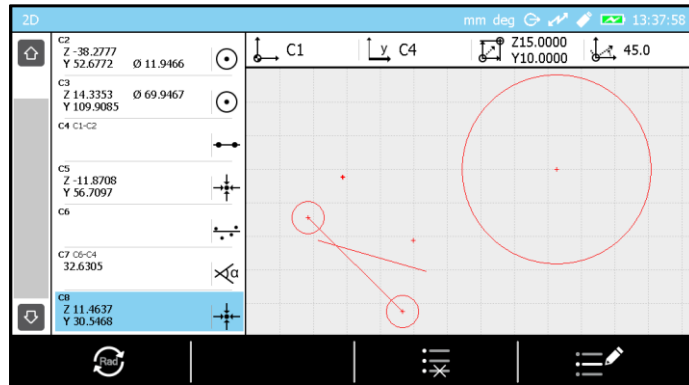 2D
mm deg 13:37:58
C1
y C4
Z15.0000
Y10.0000
45.0
C2
Z -38.2777
Y 52.6772 Ø 11.9466
C3
Z 14.3353 Ø 69.9467
Y 109.9085
C4 C1-C2
C5
Z -11.8708
Y 56.7097
C6
C7 C6-C4
32.6305
α
C8
Z 11.4637
Y 30.5468
Rad